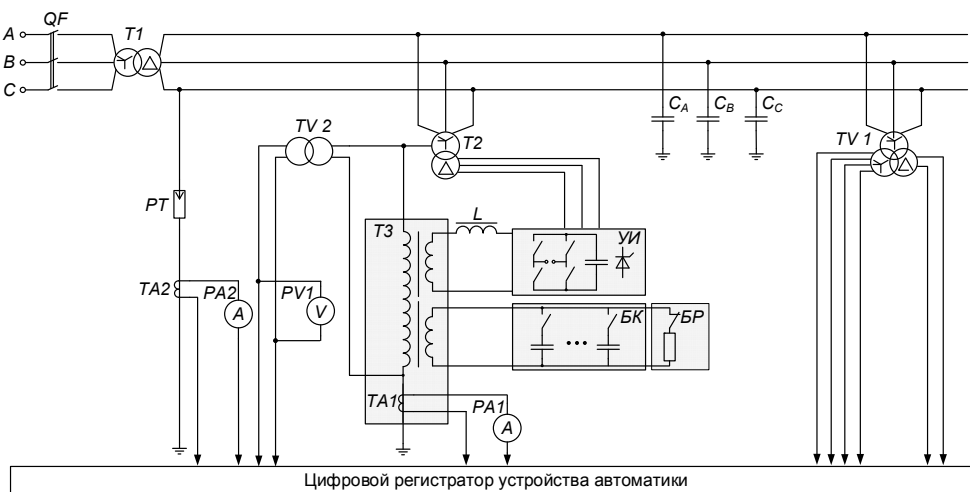 QF
A
T1
B
C
C_A
C_B
C_C
TV 2
T2
TV 1
PT
L
T3
УИ
TA2
PA2
A
PV1
V
БК
БР
TA1
PA1
A
Цифровой регистратор устройства автоматики